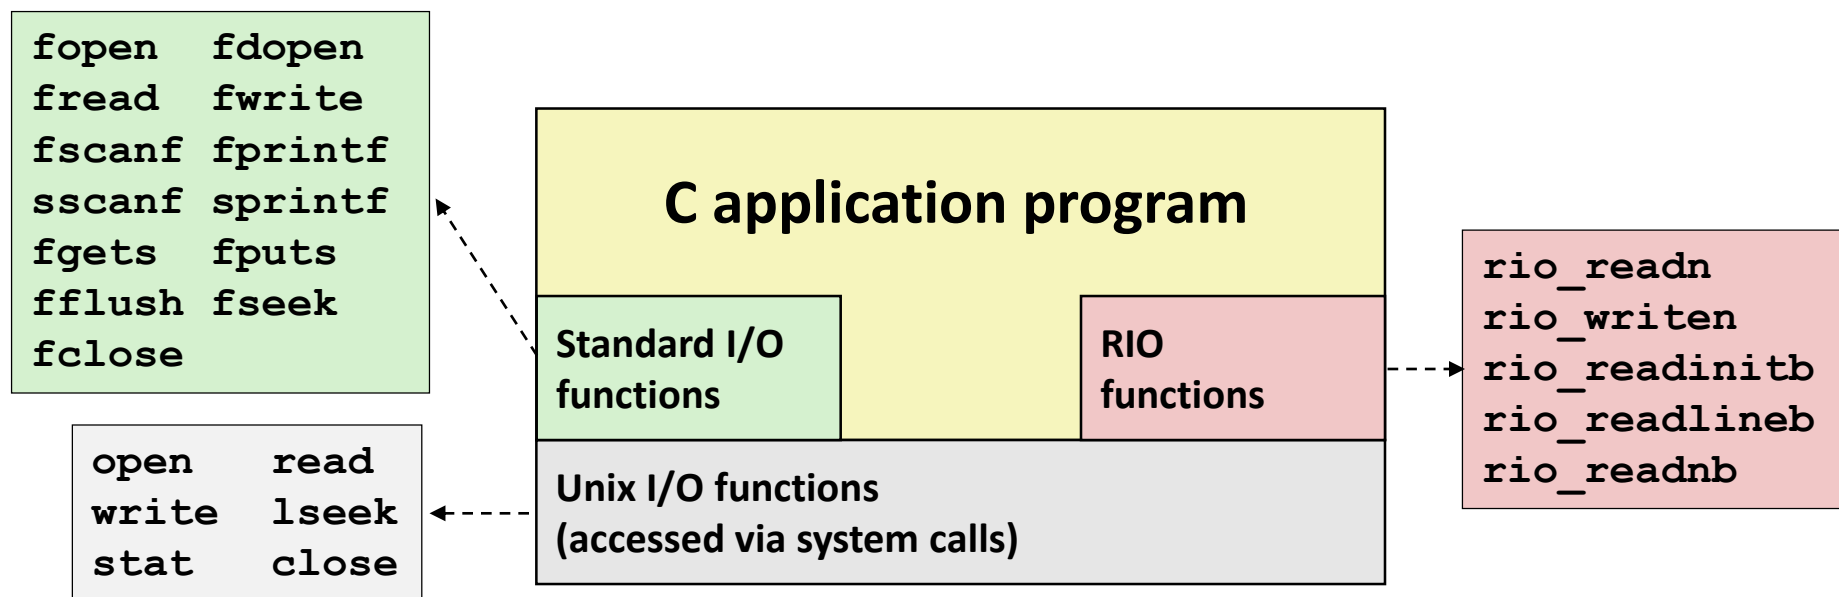 fopen fdopen
fread fwrite
fscanf fprintf
sscanf sprintf
fgets fputs
fflush fseek
fclose
C application program
Standard I/O
functions
RIO
functions
rio_readn
rio_writen
rio_readinitb
rio_readlineb
rio_readnb
open read
write lseek
stat close
Unix I/O functions
(accessed via system calls)